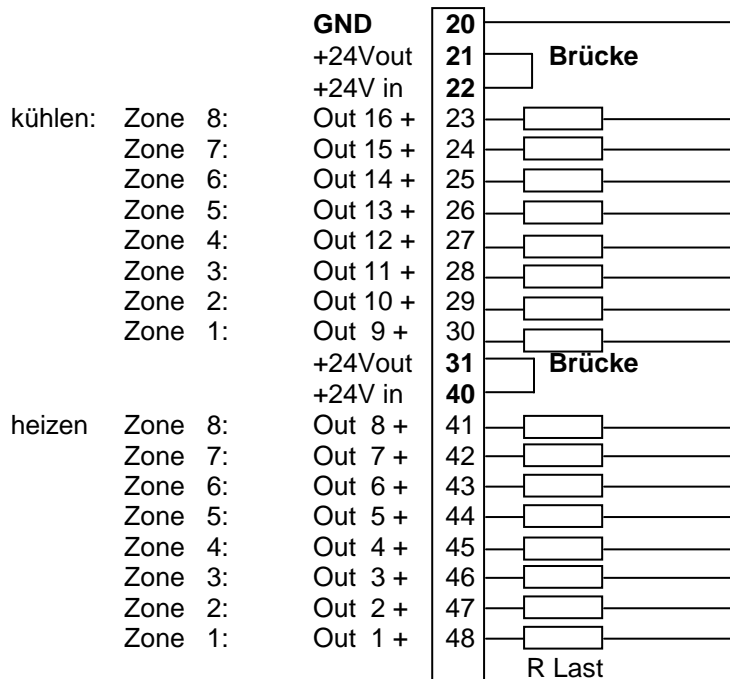 GND 20
+24Vout 21 Brücke
+24V in 22
kühlen: Zone 8: Out 16 + 23
Zone 7: Out 15 + 24
Zone 6: Out 14 + 25
Zone 5: Out 13 + 26
Zone 4: Out 12 + 27
Zone 3: Out 11 + 28
Zone 2: Out 10 + 29
Zone 1: Out 9 + 30
+24Vout 31 Brücke
+24V in 40
heizen Zone 8: Out 8 + 41
Zone 7: Out 7 + 42
Zone 6: Out 6 + 43
Zone 5: Out 5 + 44
Zone 4: Out 4 + 45
Zone 3: Out 3 + 46
Zone 2: Out 2 + 47
Zone 1: Out 1 + 48
R Last